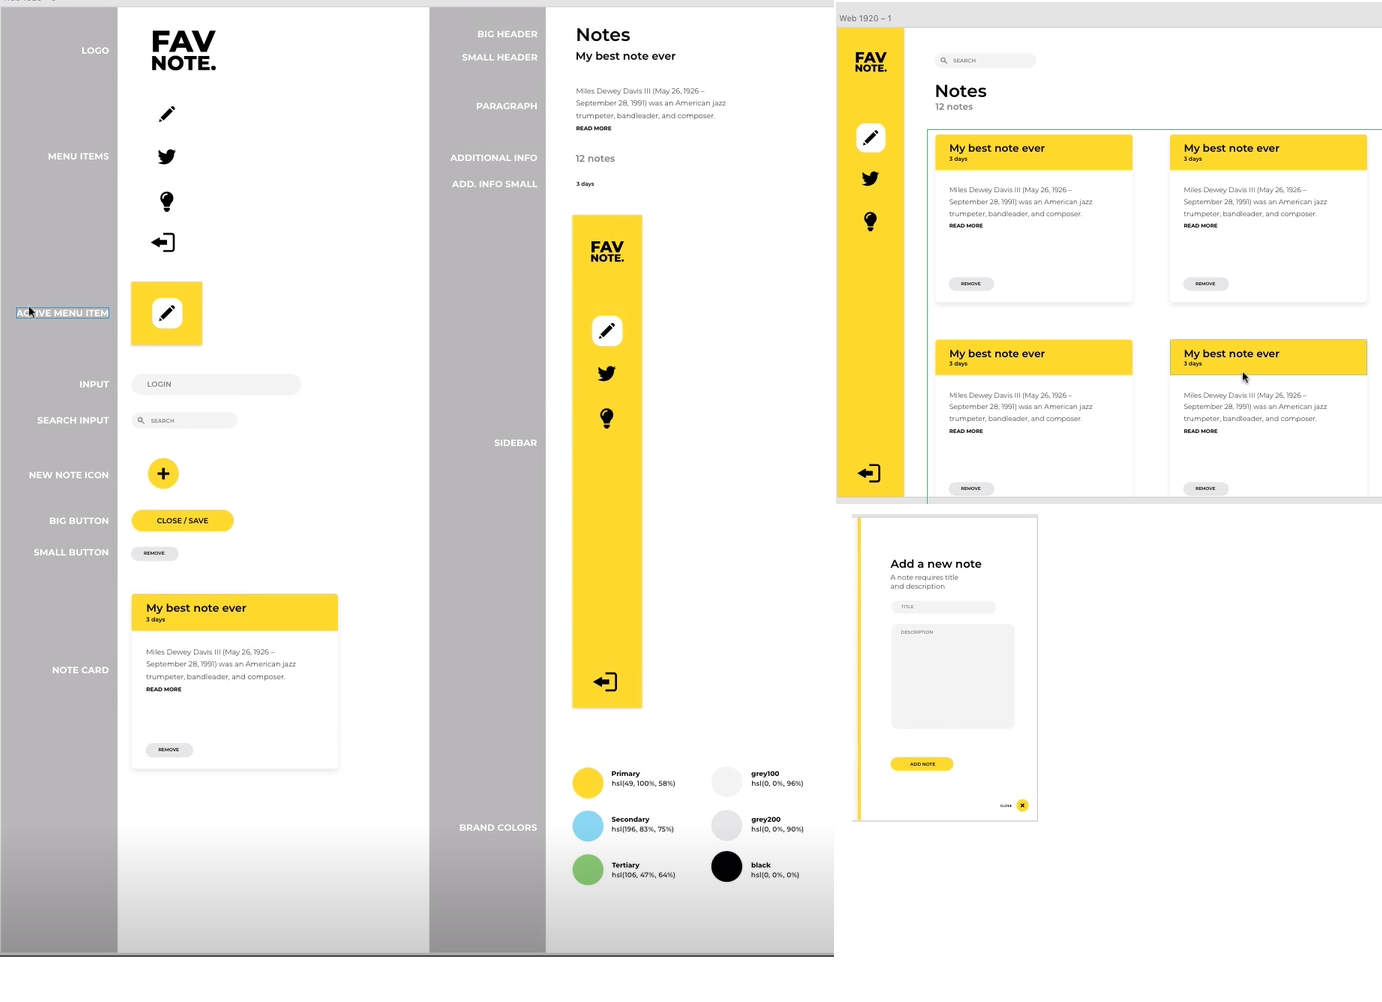 LOGO
FAV
NOTE.
MENU ITEMS
ACTIVE MENU ITEM
INPUT
LOGIN
SEARCH INPUT
SEARCH
NEW NOTE ICON
+
BIG BUTTON
CLOSE / SAVE
SMALL BUTTON
REMOVE
NOTE CARD
My best note ever
3 days
Miles Dewey Davis III (May 26, 1926 –
September 28, 1991) was an American jazz
trumpeter, bandleader, and composer.
READ MORE
REMOVE
BIG HEADER
Notes
SMALL HEADER
My best note ever
PARAGRAPH
Miles Dewey Davis III (May 26, 1926 –
September 28, 1991) was an American jazz
trumpeter, bandleader, and composer.
READ MORE
ADDITIONAL INFO
12 notes
ADD. INFO SMALL
3 days
SIDEBAR
FAV
NOTE.
BRAND COLORS
Primary
hsl(49, 100%, 58%)
Secondary
hsl(196, 83%, 75%)
Tertiary
hsl(106, 47%, 64%)
grey100
hsl(0, 0%, 96%)
grey200
hsl(0, 0%, 90%)
black
hsl(0, 0%, 0%)
Web 1920 – 1
FAV
NOTE.
SEARCH
Notes
12 notes
My best note ever
3 days
Miles Dewey Davis III (May 26, 1926 –
September 28, 1991) was an American jazz
trumpeter, bandleader, and composer.
READ MORE
REMOVE
My best note ever
3 days
Miles Dewey Davis III (May 26, 1926 –
September 28, 1991) was an American jazz
trumpeter, bandleader, and composer.
READ MORE
REMOVE
My best note ever
3 days
Miles Dewey Davis III (May 26, 1926 –
September 28, 1991) was an American jazz
trumpeter, bandleader, and composer.
READ MORE
REMOVE
My best note ever
3 days
Miles Dewey Davis III (May 26, 1926 –
September 28, 1991) was an American jazz
trumpeter, bandleader, and composer.
READ MORE
REMOVE
Add a new note
A note requires title
and description
TITLE
DESCRIPTION
ADD NOTE
CLOSE